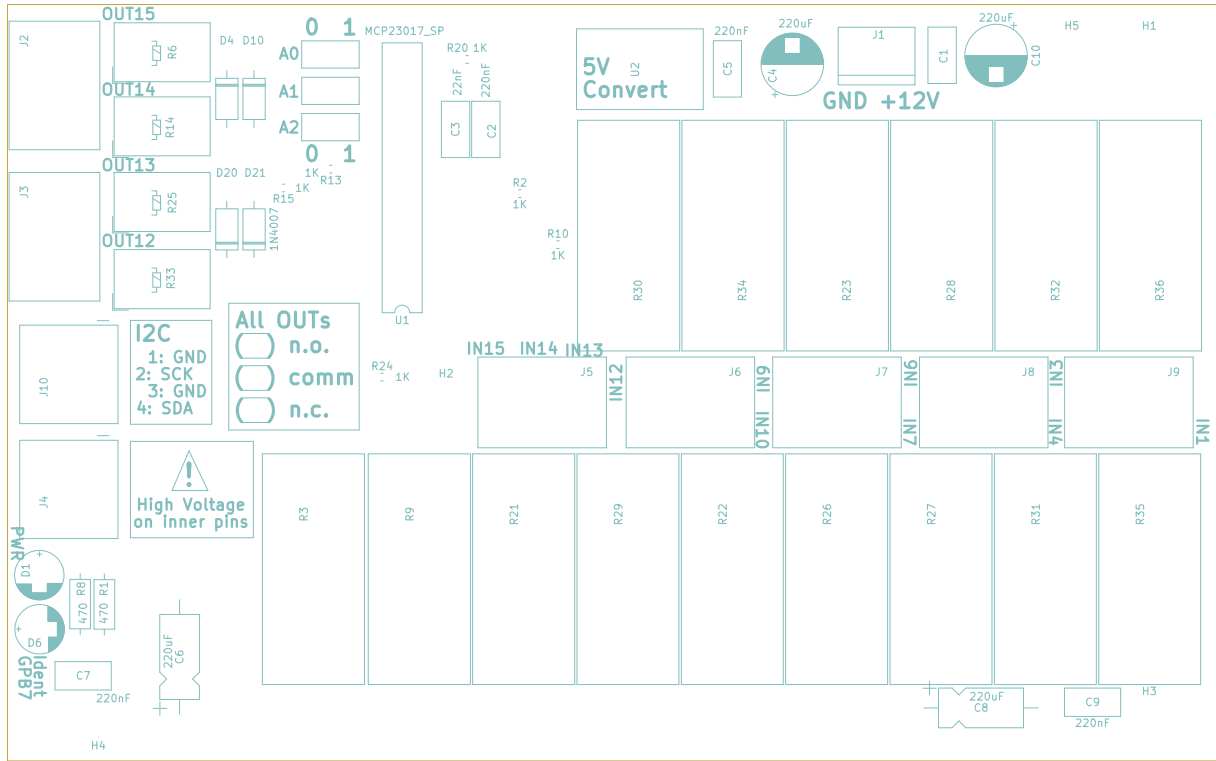 OUT15
J2
R6
D4 D10
0 1
A0
MCP23017_SP
R20 1K
22nF
220nF
5V
Convert
U2
220nF
C5
220uF
C4
+
J1
C1
220uF
+
C10
H5
H1
GND +12V
OUT14
R14
A1
A2
0 1
C3
C2
OUT13
J3
R25
D20 D21
1N4007
1K
R13
1K
R15
R2
1K
R10
1K
OUT12
R33
R30
R34
R23
R28
R32
R36
U1
I2C
1: GND
2: SCK
3: GND
4: SDA
J10
All OUTs
n.o.
comm
n.c.
R24
1K
H2
IN15 IN14 IN13
J5
IN12
J6
IN9
IN10
J7
IN6
IN7
J8
IN3
IN4
J9
IN1
J4
High Voltage
on inner pins
R3
R9
R21
R29
R22
R26
R27
R31
R35
PWR
+
D1
470 R8
470 R1
+
D6
Ident
GPB7
C7
220nF
220uF
C6
+
+
220uF
C8
H3
C9
220nF
H4